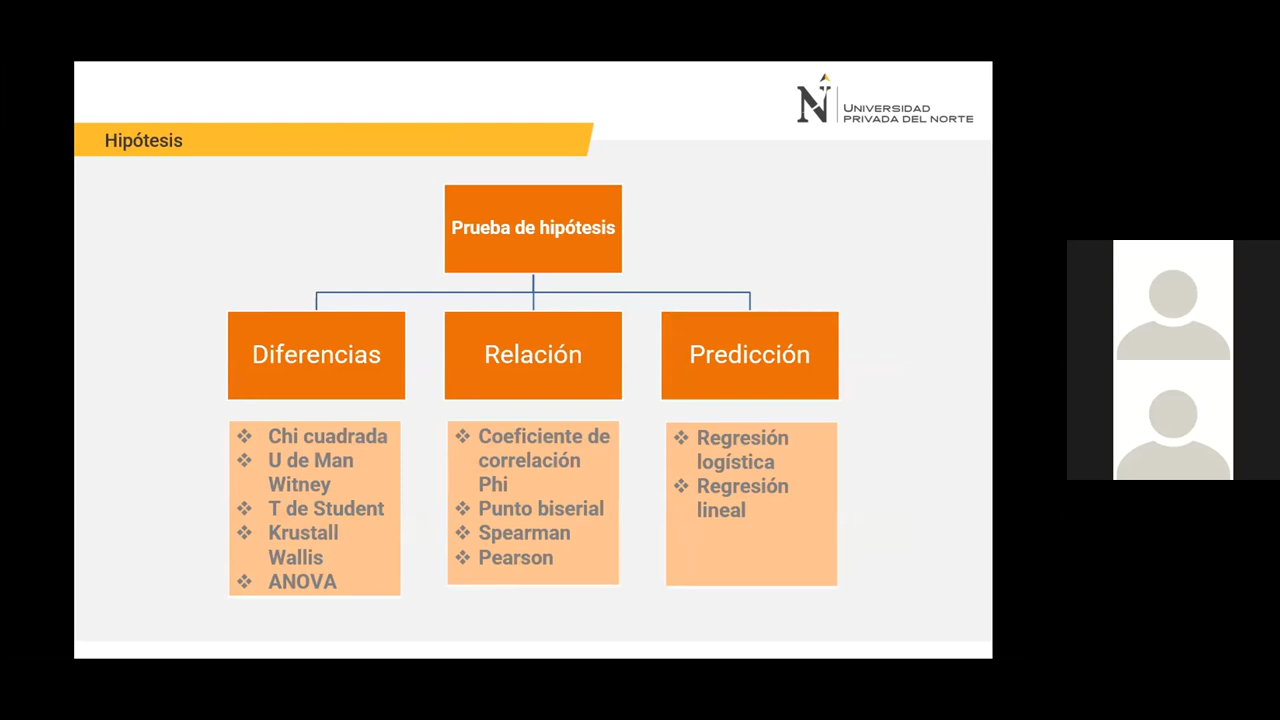 UNIVERSIDAD
PRIVADA DEL NORTE
Hipótesis
Prueba de hipótesis
Diferencias
Relación
Predicción
❖ Chi cuadrada
❖ U de Man
Witney
❖ T de Student
❖ Krustall
Wallis
❖ ANOVA
❖ Coeficiente de
correlación
Phi
❖ Punto biserial
❖ Spearman
❖ Pearson
❖ Regresión
logística
❖ Regresión
lineal